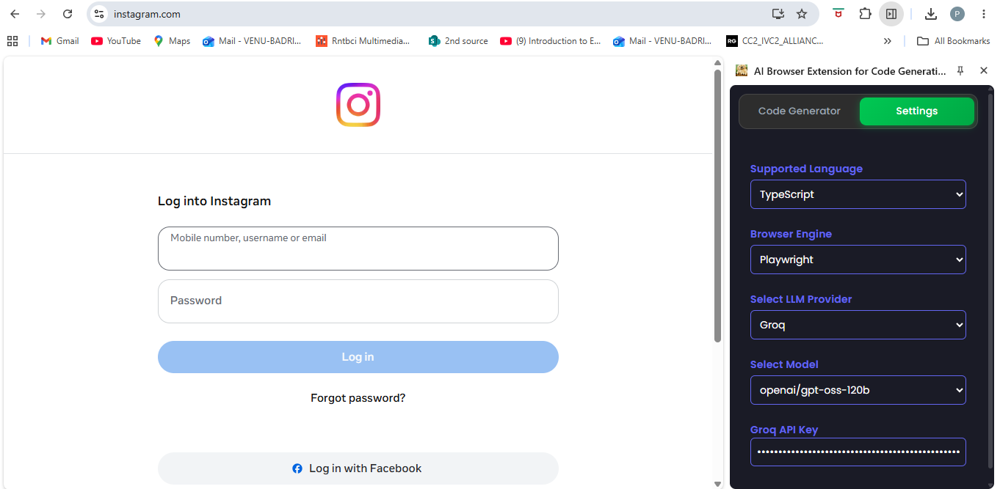 instagram.com
P
Gmail
YouTube
Maps
Mail - VENU-BADRI...
Rntbci Multimedia...
2nd source
(9) Introduction to E...
Mail - VENU-BADRI...
RG
CC2_IVC2_ALLIANC...
All Bookmarks
Log into Instagram
Mobile number, username or email
Password
Log in
Forgot password?
Log in with Facebook
AI Browser Extension for Code Generati...
Code Generator
Settings
Supported Language
TypeScript
Browser Engine
Playwright
Select LLM Provider
Groq
Select Model
openai/gpt-oss-120b
Groq API Key